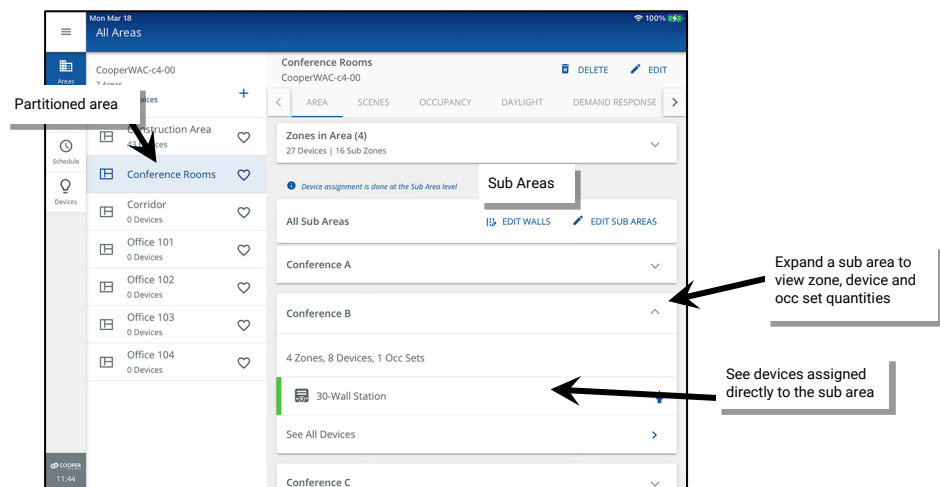 Mon Mar 18
100%
All Areas
Areas
CooperWAC-c4-00
7 Areas
Conference Rooms
CooperWAC-c4-00
DELETE
EDIT
Partitioned area
AREA
SCENES
OCCUPANCY
DAYLIGHT
DEMAND RESPONSE
Construction Area
Zones in Area (4)
27 Devices | 16 Sub Zones
Schedule
Conference Rooms
Device assignment is done at the Sub Area level
Sub Areas
Devices
Corridor
0 Devices
All Sub Areas
EDIT WALLS
EDIT SUB AREAS
Office 101
0 Devices
Conference A
Office 102
0 Devices
Expand a sub area to
view zone, device and
occ set quantities
Conference B
Office 103
0 Devices
Office 104
0 Devices
4 Zones, 8 Devices, 1 Occ Sets
30-Wall Station
See devices assigned
directly to the sub area
See All Devices
COOPER
11:44
Conference C